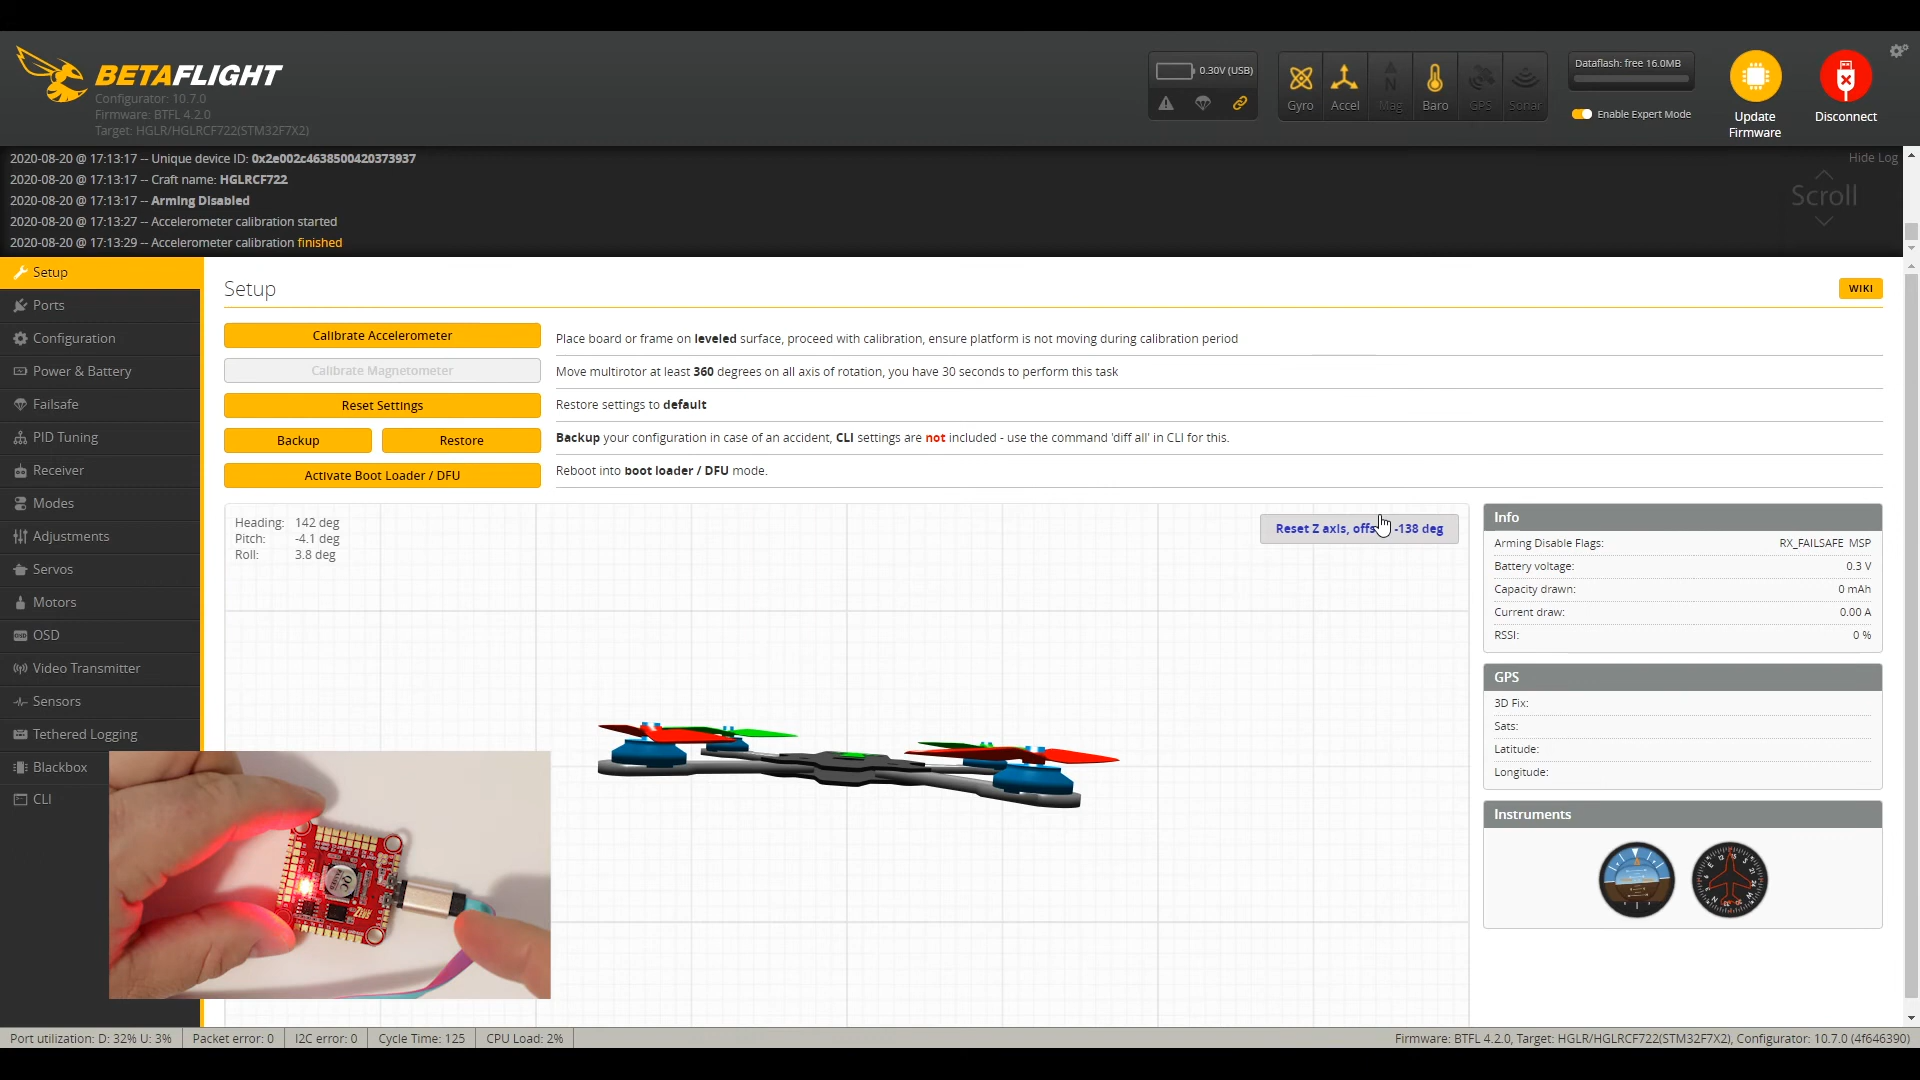 BETAFLIGHT
Configurator: 10.7.0
Firmware: BTFL 4.2.0
Target: HGLR/HGLRCF722(STM32F7X2)
0.30V (USB)
Gyro
Accel
Mag
Baro
GPS
Sonar
Dataflash: free 16.0MB
Enable Expert Mode
Update
Firmware
Disconnect
2020-08-20 @ 17:13:17 -- Unique device ID: 0x2e002c4638500420373937
2020-08-20 @ 17:13:17 -- Craft name: HGLRCF722
2020-08-20 @ 17:13:17 -- Arming Disabled
2020-08-20 @ 17:13:27 -- Accelerometer calibration started
2020-08-20 @ 17:13:29 -- Accelerometer calibration finished
Hide Log
Scroll
Setup
Ports
Configuration
Power & Battery
Failsafe
PID Tuning
Receiver
Modes
Adjustments
Servos
Motors
OSD
Video Transmitter
Sensors
Tethered Logging
Blackbox
CLI
Setup
WIKI
Calibrate Accelerometer
Place board or frame on leveled surface, proceed with calibration, ensure platform is not moving during calibration period
Calibrate Magnetometer
Move multirotor at least 360 degrees on all axis of rotation, you have 30 seconds to perform this task
Reset Settings
Restore settings to default
Backup
Restore
Backup your configuration in case of an accident, CLI settings are not included - use the command 'diff all' in CLI for this.
Activate Boot Loader / DFU
Reboot into boot loader / DFU mode.
Heading: 142 deg
Pitch: -4.1 deg
Roll: 3.8 deg
Reset Z axis, offs -138 deg
Info
Arming Disable Flags: RX_FAILSAFE MSP
Battery voltage: 0.3 V
Capacity drawn: 0 mAh
Current draw: 0.00 A
RSSI: 0 %
GPS
3D Fix:
Sats:
Latitude:
Longitude:
Instruments
Port utilization: D: 32% U: 3%
Packet error: 0
I2C error: 0
Cycle Time: 125
CPU Load: 2%
Firmware: BTFL 4.2.0, Target: HGLR/HGLRCF722(STM32F7X2), Configurator: 10.7.0 (4f646390)